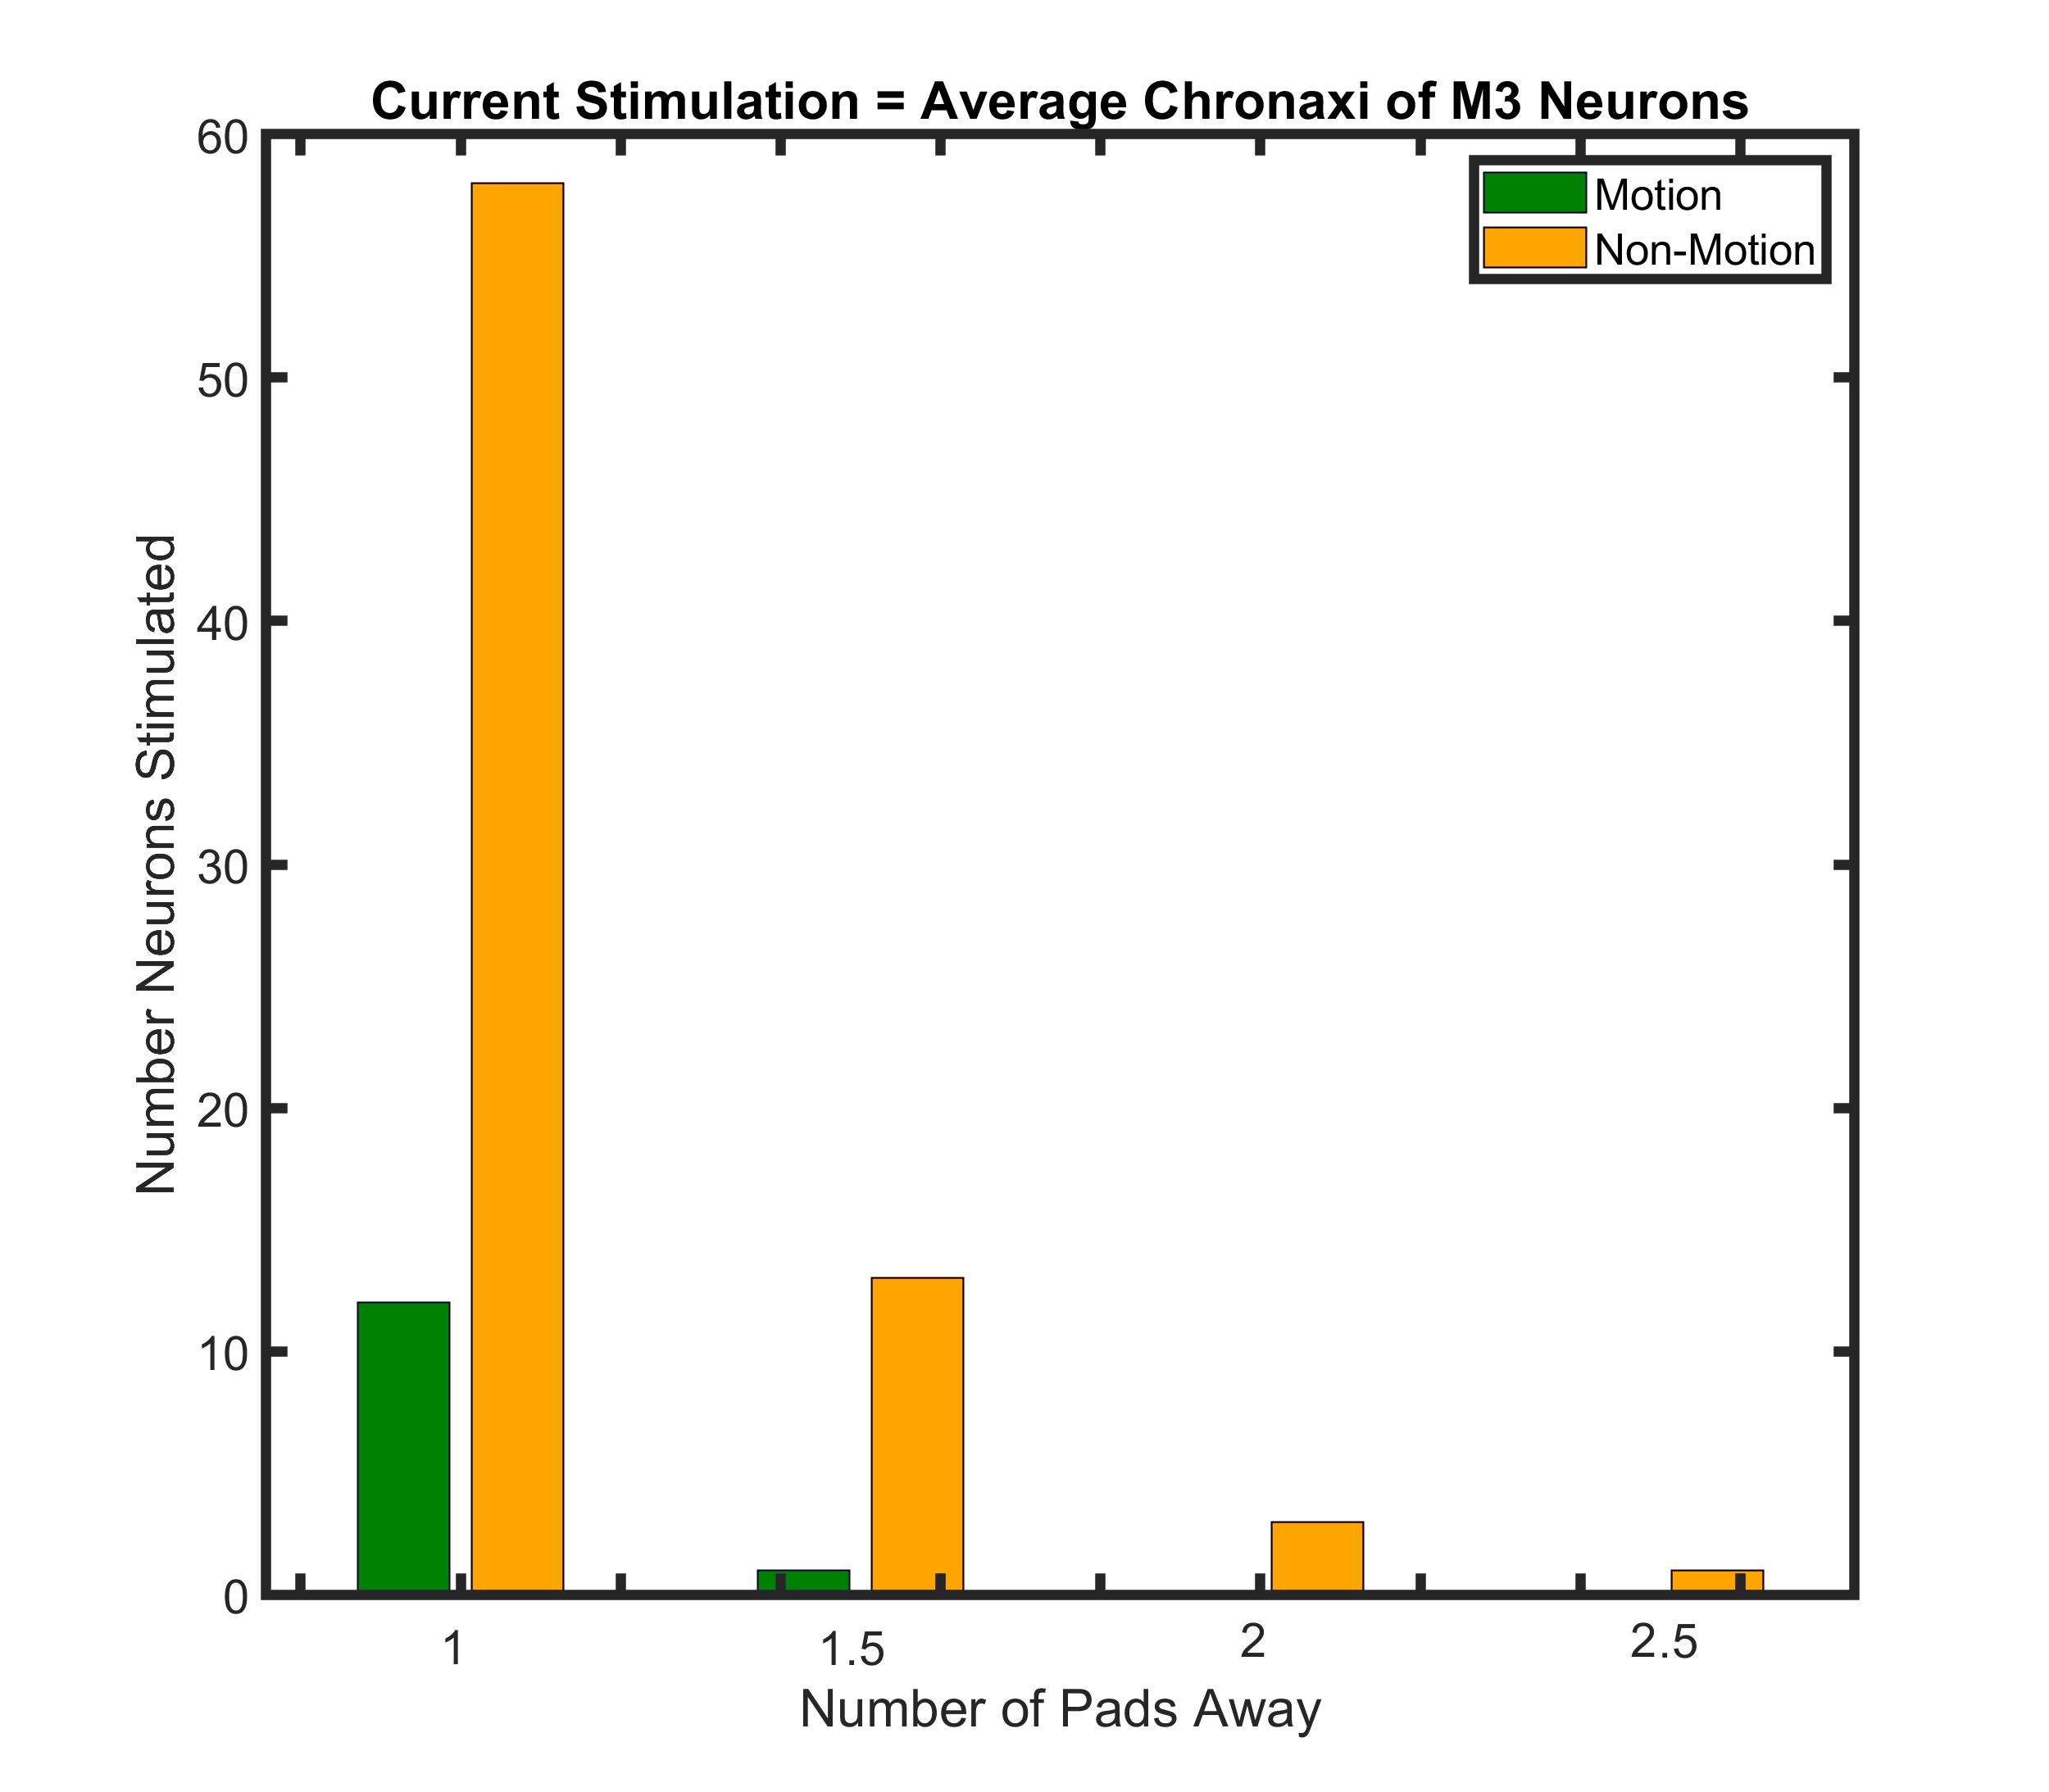 Current Stimulation = Average Chronaxi of M3 Neurons
Motion
Non-Motion
60
50
40
30
20
10
0
Number Neurons Stimulated
1 1.5 2 2.5
Number of Pads Away